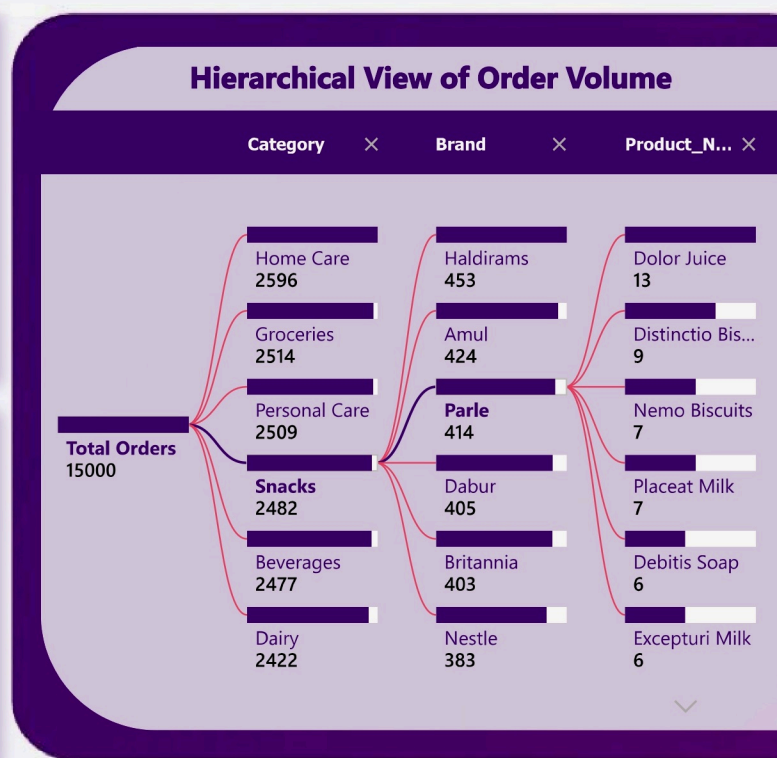 Hierarchical View of Order Volume
Category × Brand × Product_N... ×
Total Orders
15000
Home Care
2596
Groceries
2514
Personal Care
2509
Snacks
2482
Beverages
2477
Dairy
2422
Haldirams
453
Amul
424
Parle
414
Dabur
405
Britannia
403
Nestle
383
Dolor Juice
13
Distinctio Bis...
9
Nemo Biscuits
7
Placeat Milk
7
Debitis Soap
6
Excepturi Milk
6